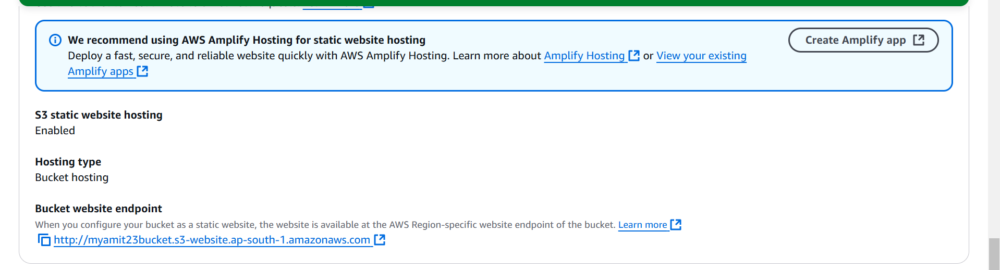 We recommend using AWS Amplify Hosting for static website hosting
Create Amplify app
Deploy a fast, secure, and reliable website quickly with AWS Amplify Hosting. Learn more about Amplify Hosting or View your existing
Amplify apps
S3 static website hosting
Enabled
Hosting type
Bucket hosting
Bucket website endpoint
When you configure your bucket as a static website, the website is available at the AWS Region-specific website endpoint of the bucket. Learn more
http://myamit23bucket.s3-website.ap-south-1.amazonaws.com